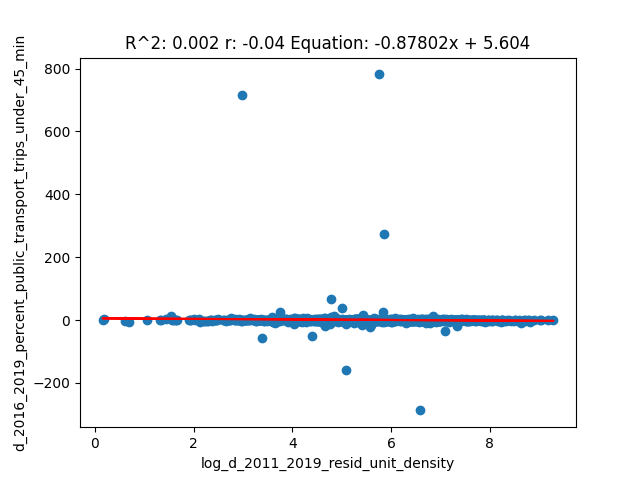 R^2: 0.002 r: -0.04 Equation: -0.87802x + 5.604
d_2016_2019_percent_public_transport_trips_under_45_min
800
600
400
200
0
−200
0 2 4 6 8
log_d_2011_2019_resid_unit_density